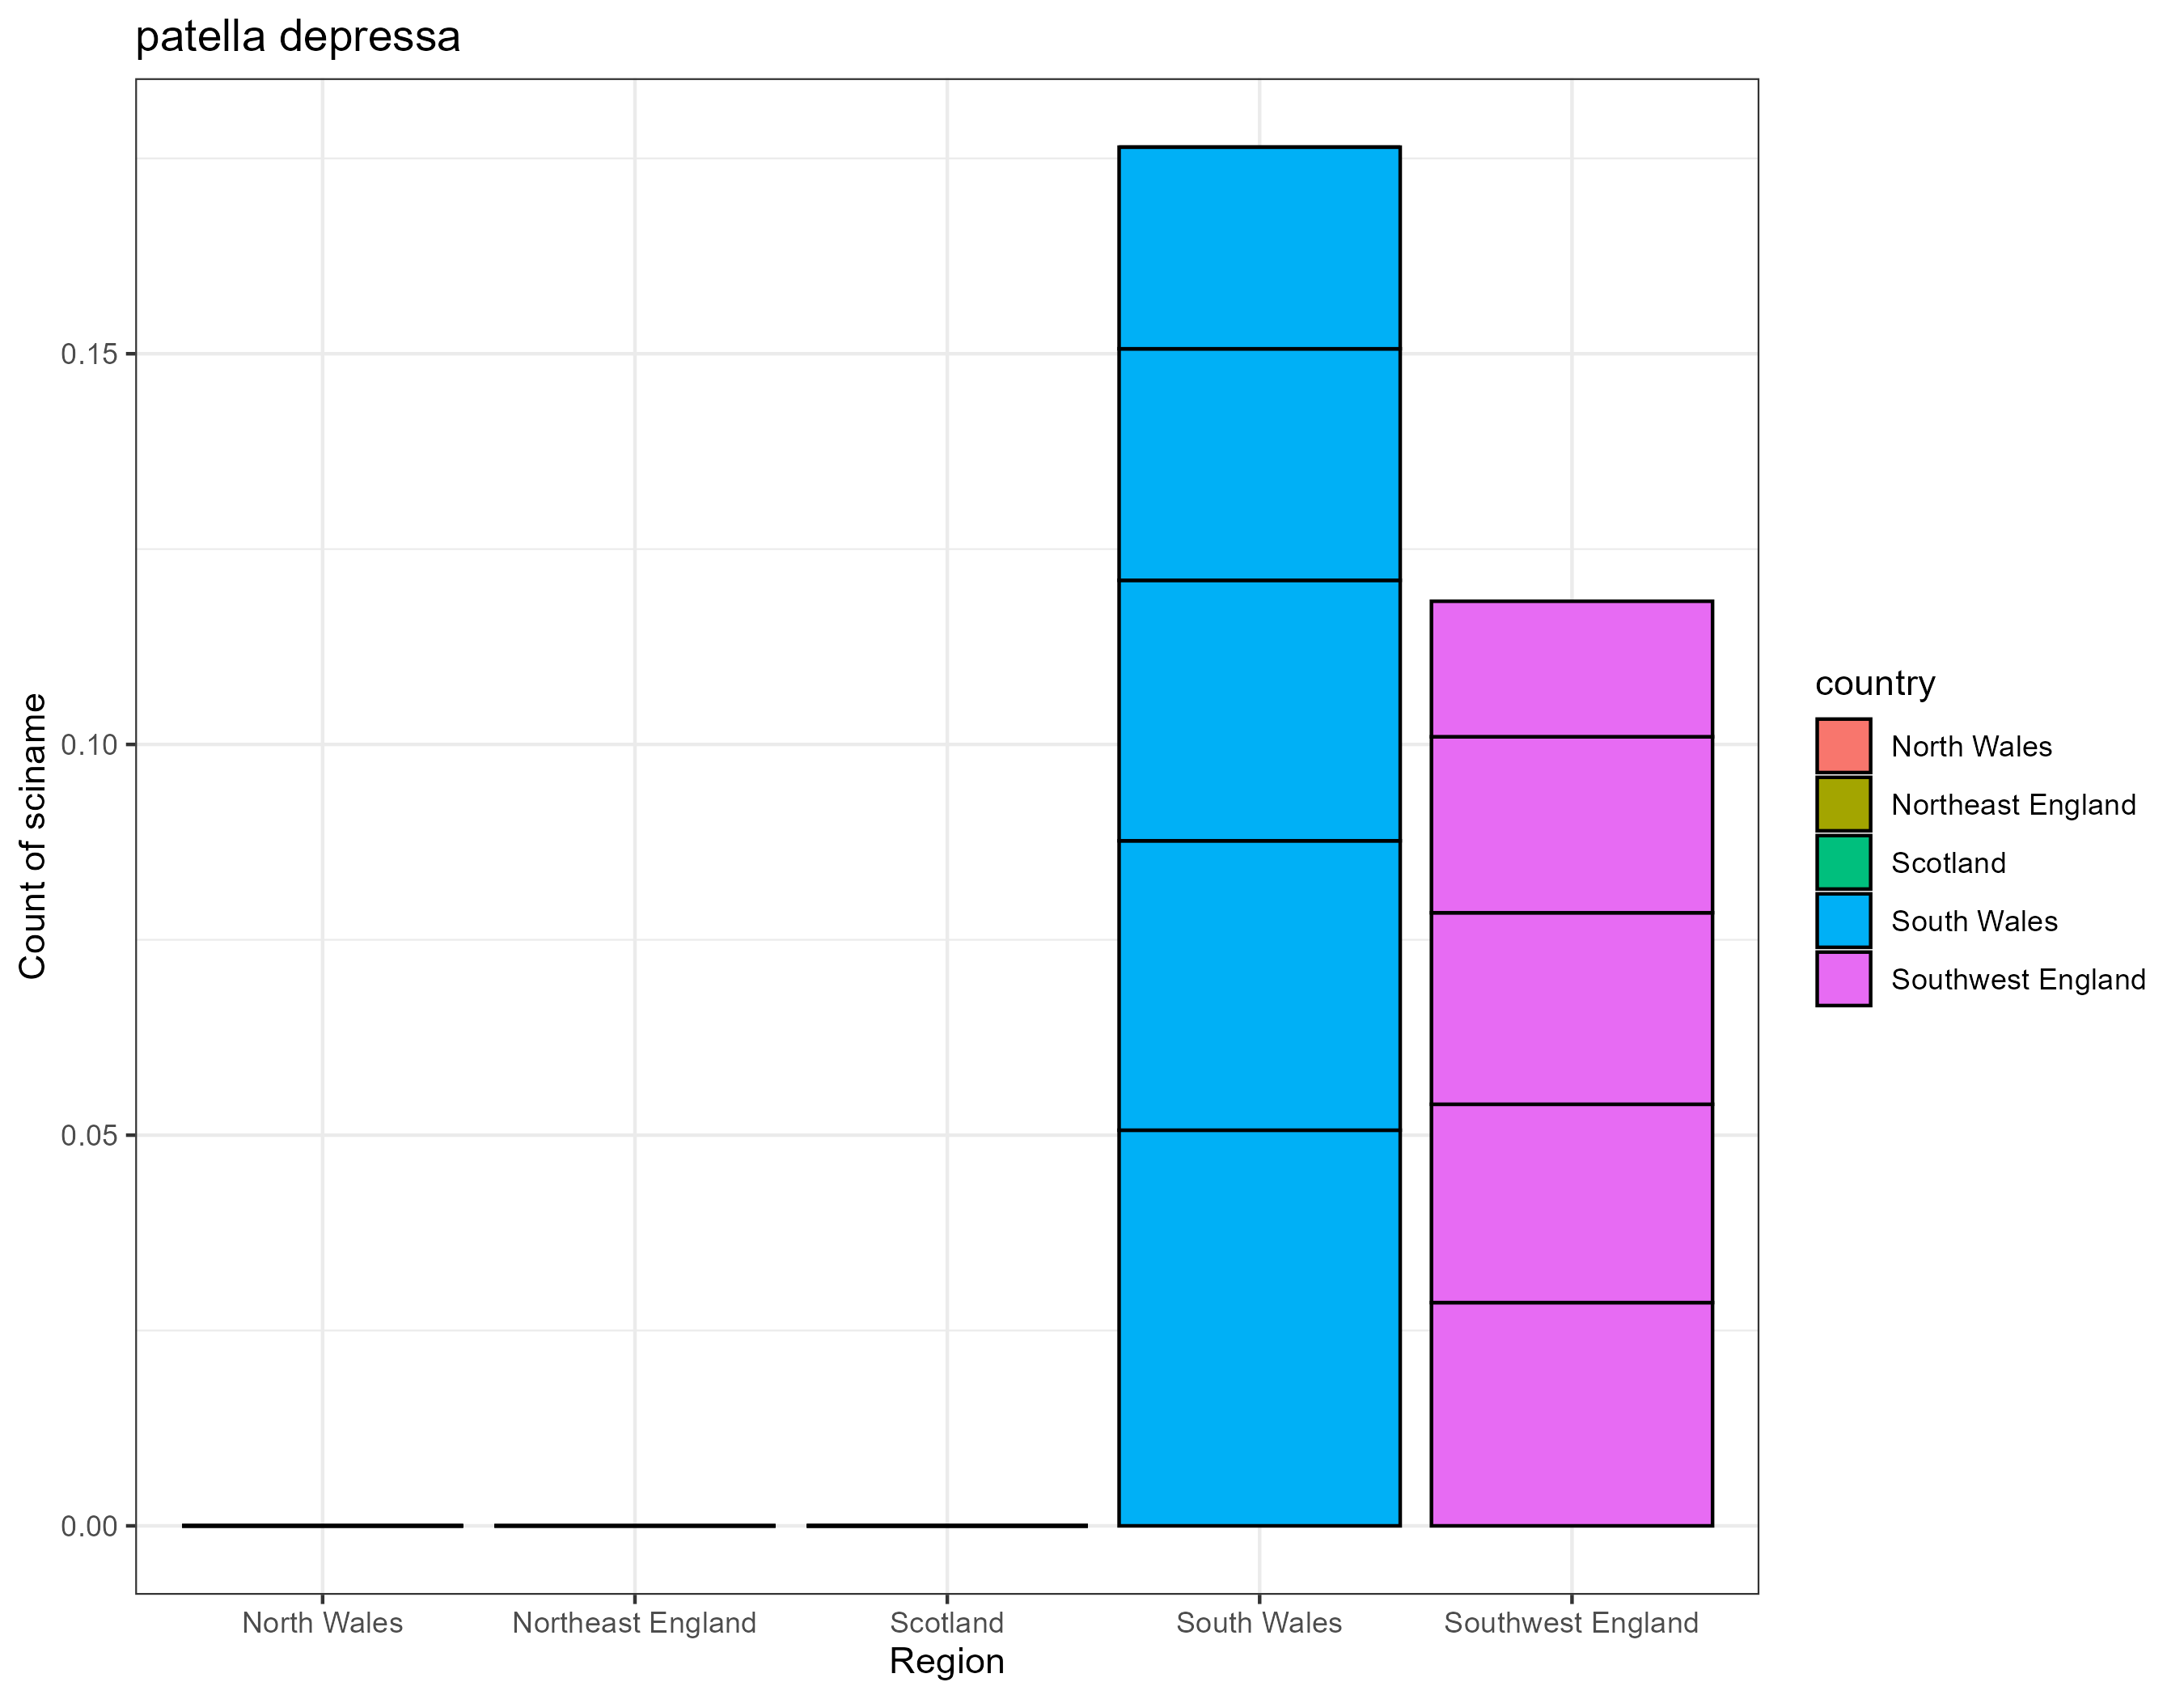 patella depressa
Count of sciname
0.15
0.10
0.05
0.00
North Wales
Northeast England
Scotland
South Wales
Southwest England
Region
country
North Wales
Northeast England
Scotland
South Wales
Southwest England